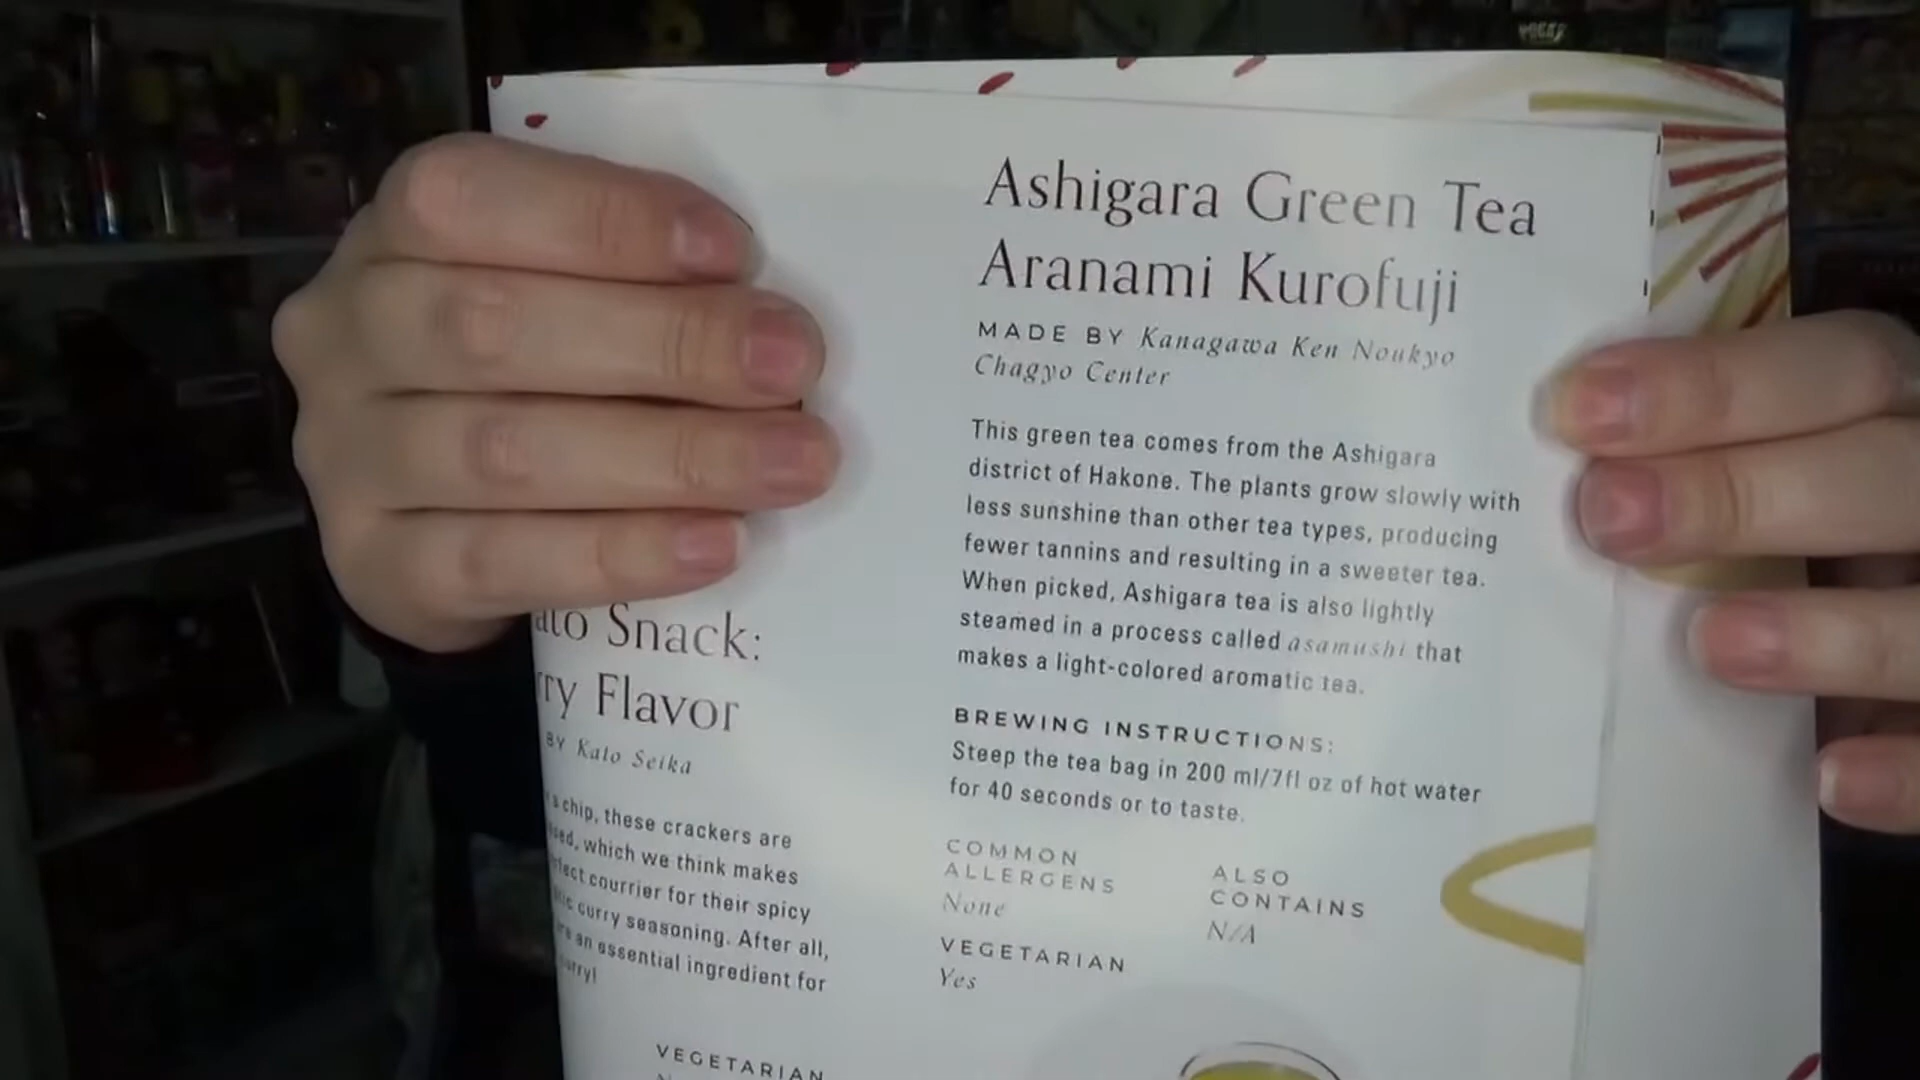 Ashigara Green Tea
Aranami Kurofuji
MADE BY Kanagawa Ken Noukyo
Chagyo Center
This green tea comes from the Ashigara
district of Hakone. The plants grow slowly with
less sunshine than other tea types, producing
fewer tannins and resulting in a sweeter tea.
When picked, Ashigara tea is also lightly
steamed in a process called asamushi that
makes a light-colored aromatic tea.
BREWING INSTRUCTIONS:
Steep the tea bag in 200 ml/7fl oz of hot water
for 40 seconds or to taste.
COMMON
ALLERGENS
None
ALSO
CONTAINS
N/A
VEGETARIAN
Yes
Snack:
Flavor
BY Kato Seika
chip, these crackers are
which we think makes
courrier for their spicy
curry seasoning. After all,
an essential ingredient for
VEGETARIAN